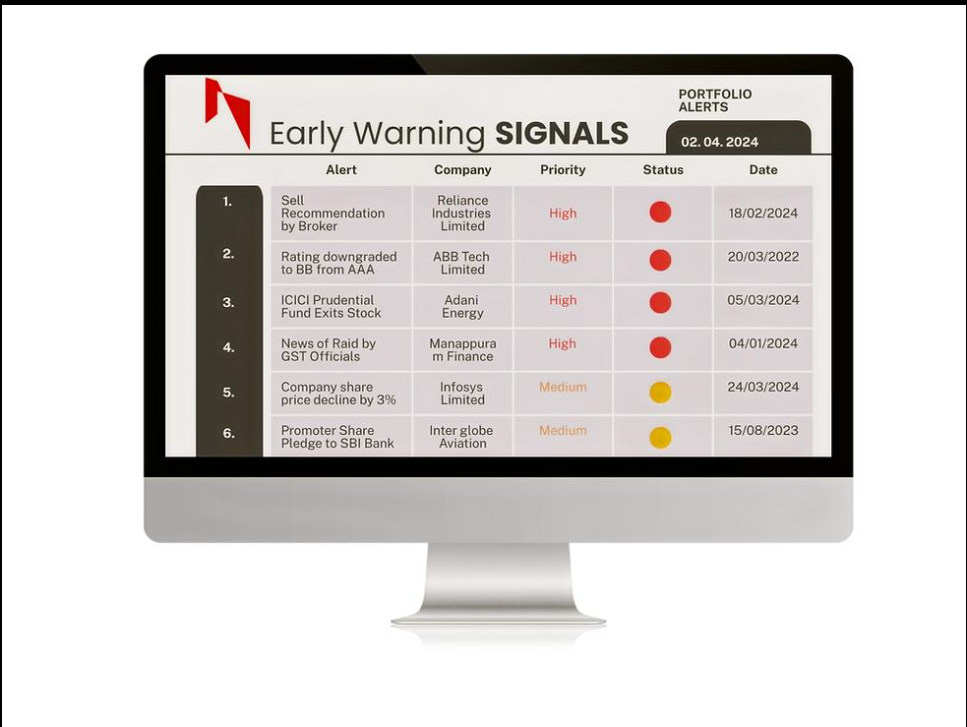 PORTFOLIO
ALERTS
Early Warning SIGNALS
02. 04. 2024
Alert Company Priority Status Date
1.
Sell
Recommendation
by Broker
Reliance
Industries
Limited
High
18/02/2024
2.
Rating downgraded
to BB from AAA
ABB Tech
Limited
High
20/03/2022
3.
ICICI Prudential
Fund Exits Stock
Adani
Energy
High
05/03/2024
4.
News of Raid by
GST Officials
Manappura
m Finance
High
04/01/2024
5.
Company share
price decline by 3%
Infosys
Limited
Medium
24/03/2024
6.
Promoter Share
Pledge to SBI Bank
Inter globe
Aviation
Medium
15/08/2023